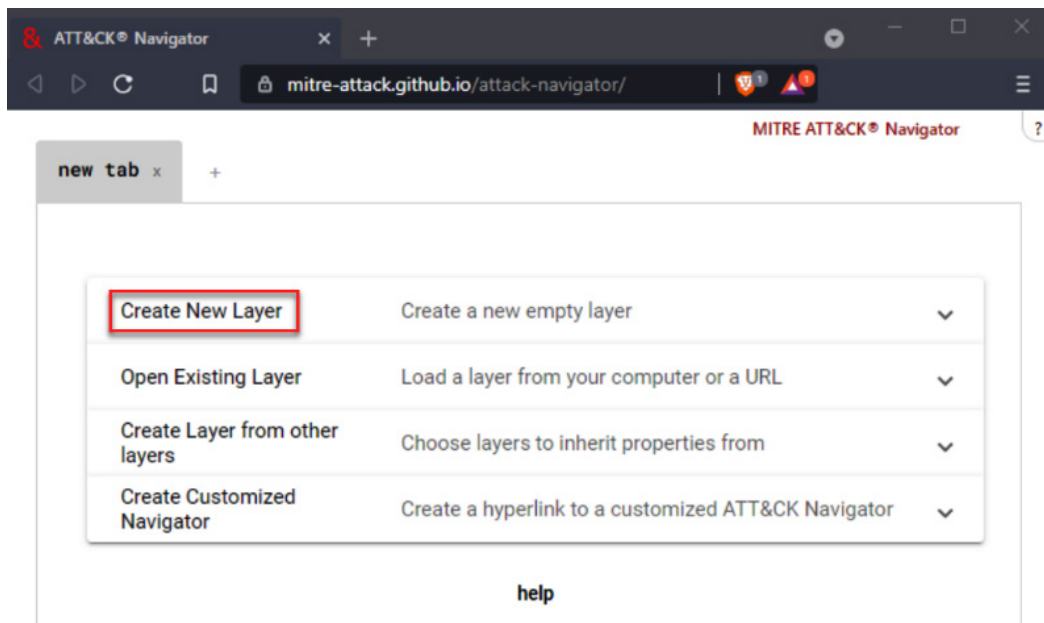 & ATT&CK® Navigator × +
mitre-attack.github.io/attack-navigator/ 1 1
MITRE ATT&CK® Navigator ?
new tab x +
Create New Layer Create a new empty layer
Open Existing Layer Load a layer from your computer or a URL
Create Layer from other
layers
Choose layers to inherit properties from
Create Customized
Navigator
Create a hyperlink to a customized ATT&CK Navigator
help